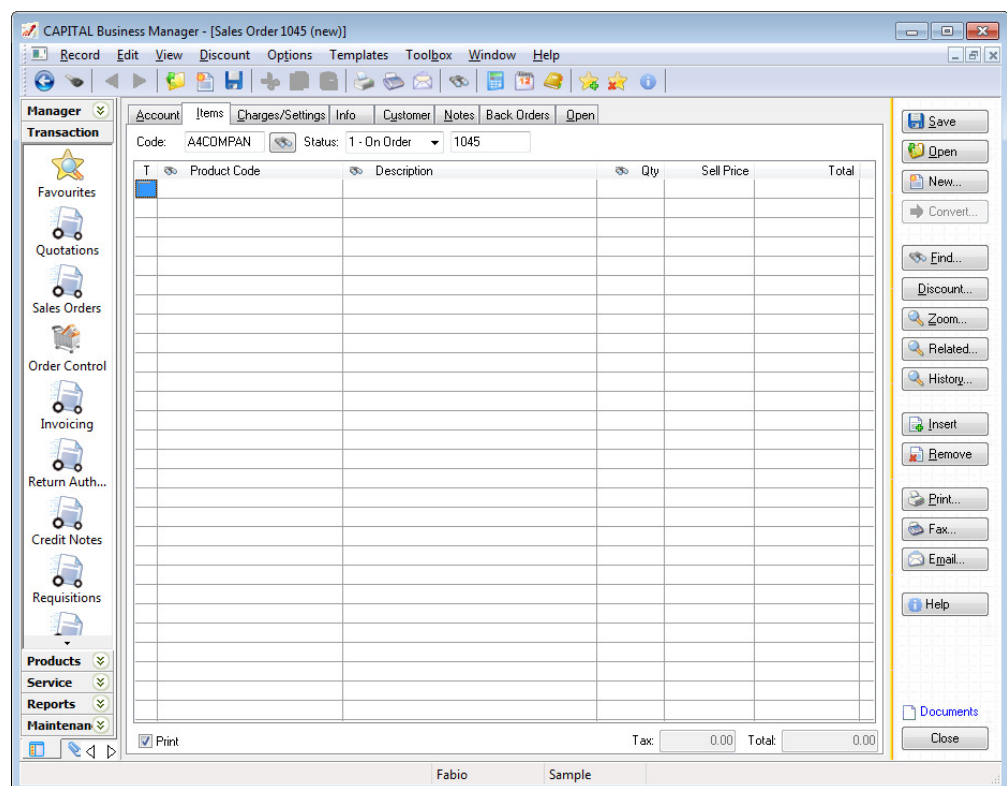 CAPITAL Business Manager - [Sales Order 1045 (new)]
Record Edit View Discount Options Templates Toolbox Window Help
Manager
Transaction
Favourites
Quotations
Sales Orders
Order Control
Invoicing
Return Auth...
Credit Notes
Requisitions
Products
Service
Reports
Maintenan
Account Items Charges/Settings Info Customer Notes Back Orders Open
Code: A4COMPAN Status: 1 - On Order 1045
T Product Code Description Qty Sell Price Total
Print Tax: 0.00 Total: 0.00
Save
Open
New...
Convert...
Find...
Discount...
Zoom...
Related...
History...
Insert
Remove
Print...
Fax...
Email...
Help
Documents
Close
Fabio Sample